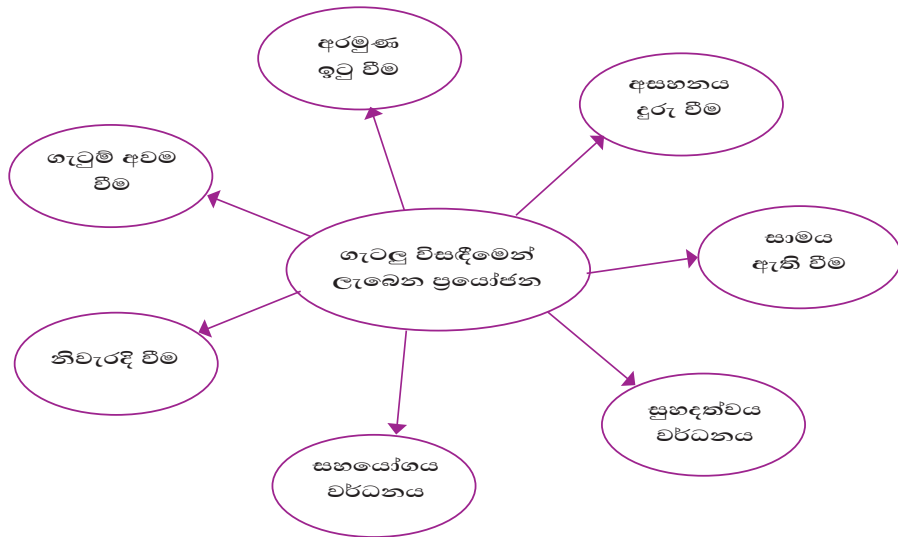 අරමුණ
ඉටු වීම
අසහනය
දුරු වීම
ගැටුම් අවම
වීම
ගැටලු විසඳීමෙන්
ලැබෙන ප්‍රයෝජන
සාමය
ඇති වීම
නිවැරදි වීම
සුහදත්වය
වර්ධනය
සහයෝගය
වර්ධනය